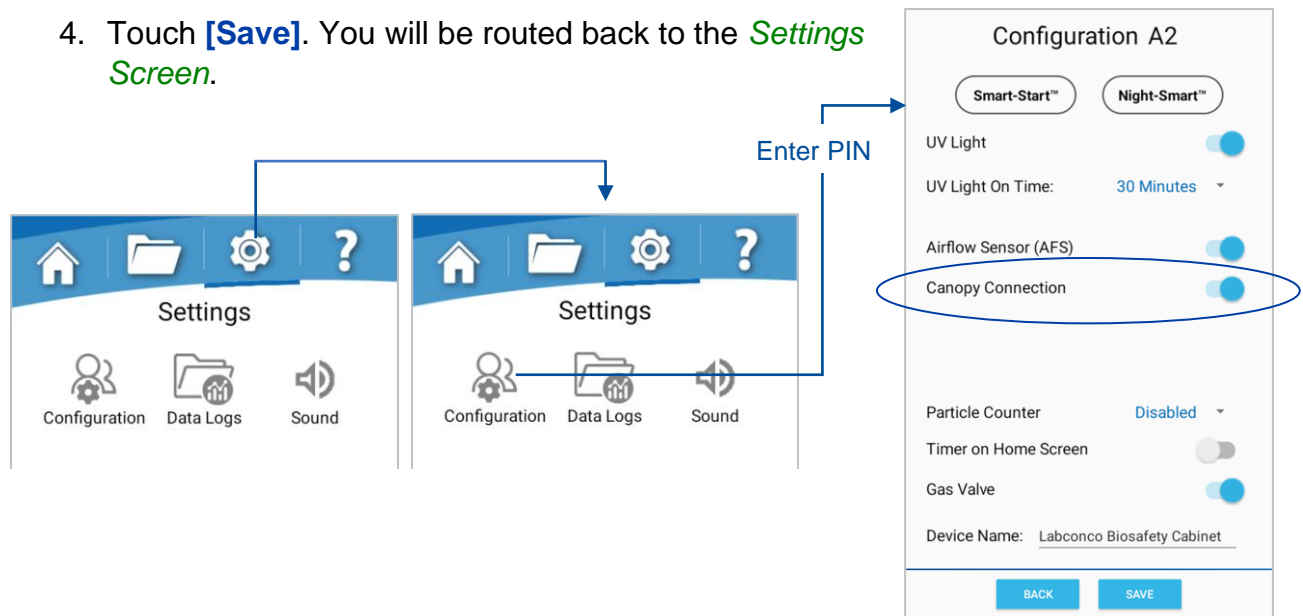 4. Touch [Save]. You will be routed back to the Settings
Screen.
Enter PIN
?
Settings
Configuration
Data Logs
Sound
?
Settings
Configuration
Data Logs
Sound
Configuration A2
Smart-Start™
Night-Smart™
UV Light
UV Light On Time: 30 Minutes
Airflow Sensor (AFS)
Canopy Connection
Particle Counter Disabled
Timer on Home Screen
Gas Valve
Device Name: Labconco Biosafety Cabinet
BACK
SAVE